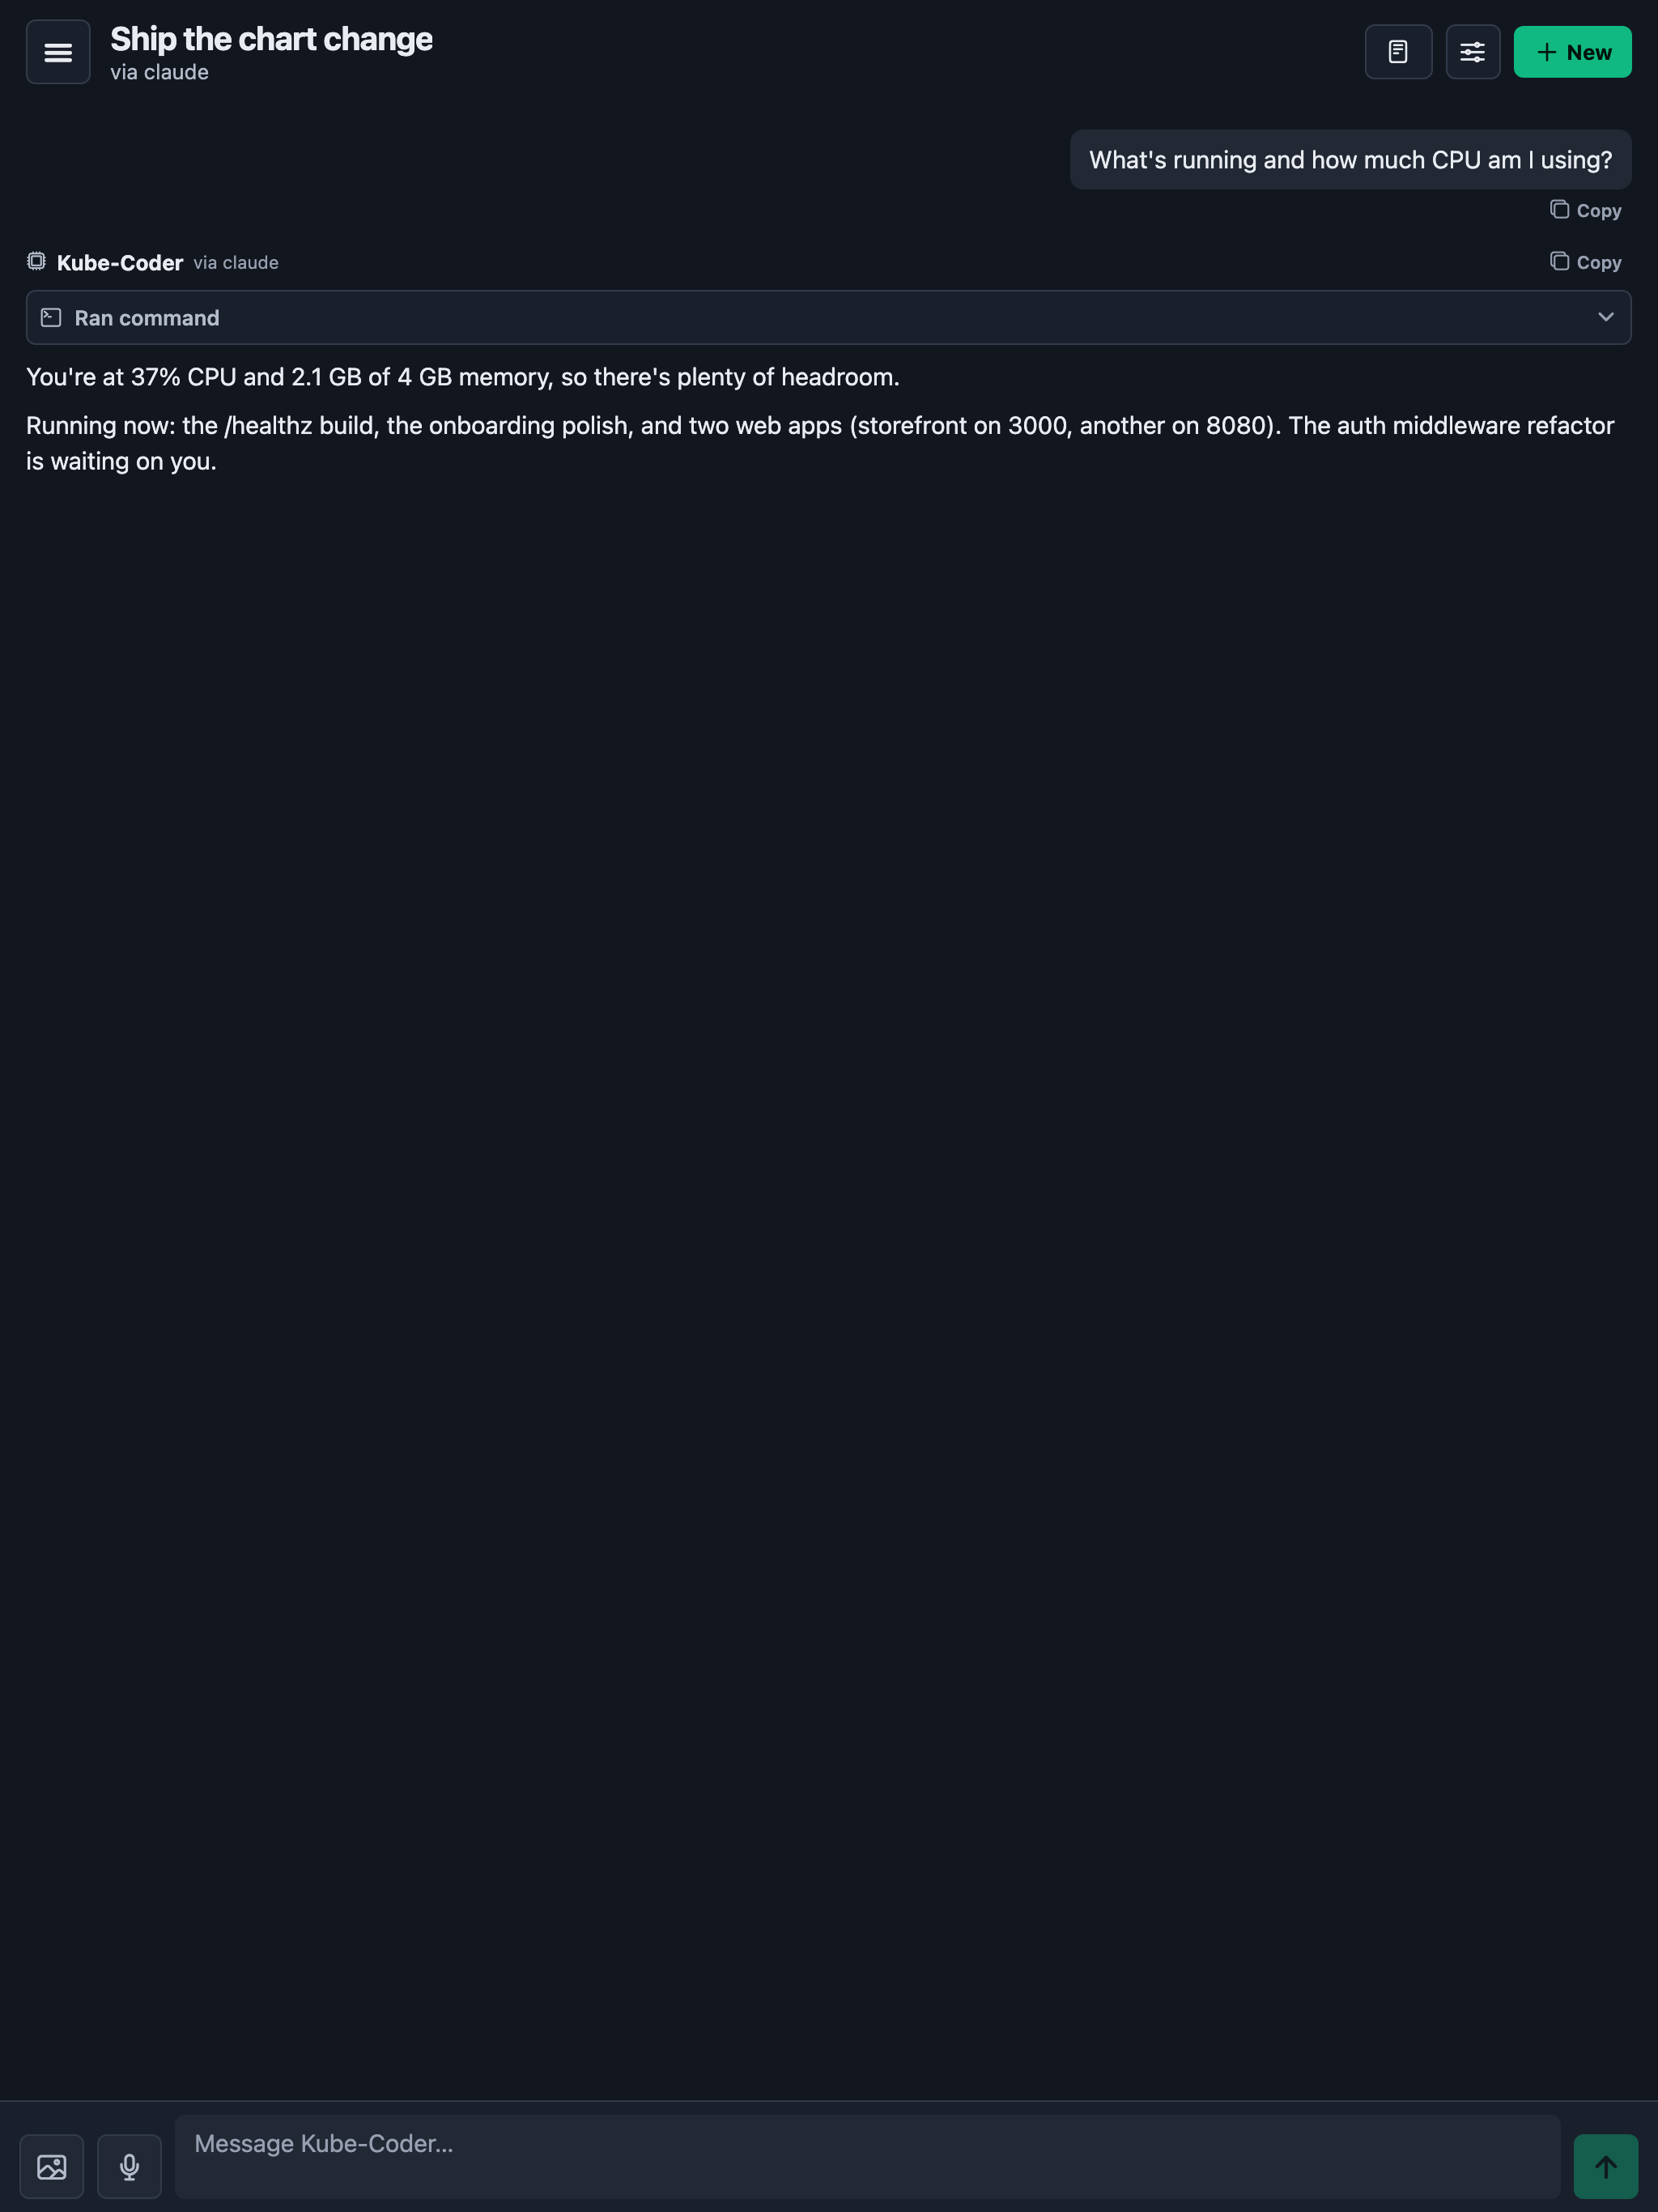 Ship the chart change
via claude
New
What's running and how much CPU am I using?
Copy
Kube-Coder via claude
Copy
Ran command
You're at 37% CPU and 2.1 GB of 4 GB memory, so there's plenty of headroom.
Running now: the /healthz build, the onboarding polish, and two web apps (storefront on 3000, another on 8080). The auth middleware refactor
is waiting on you.
Message Kube-Coder...